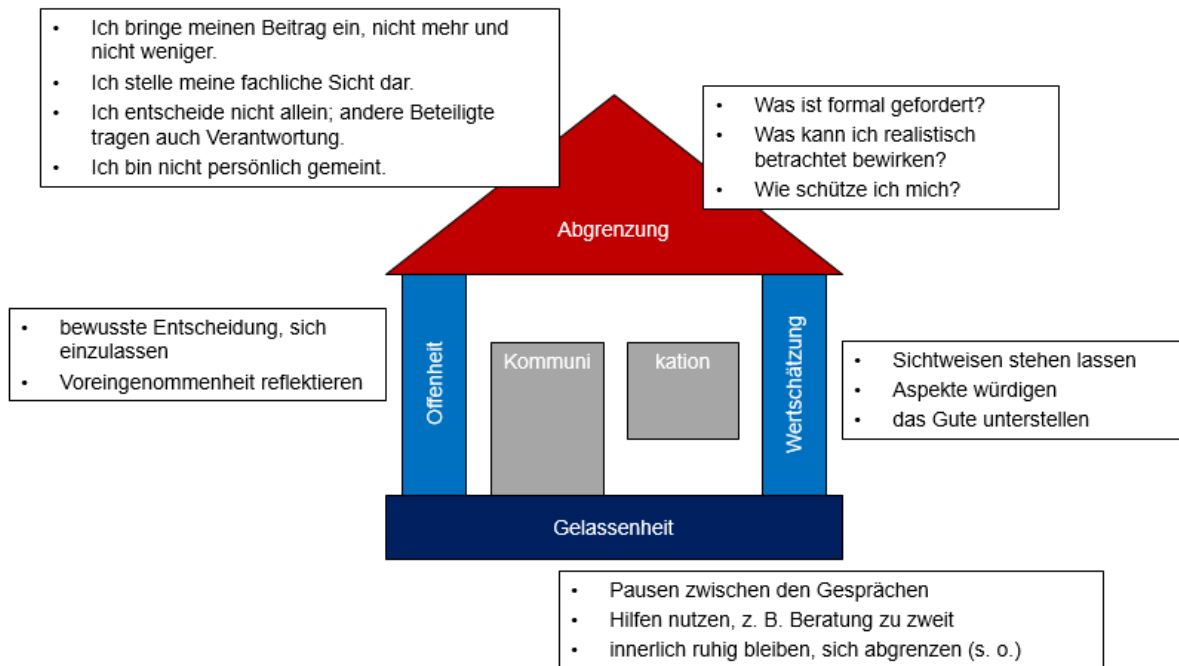 • Ich bringe meinen Beitrag ein, nicht mehr und
nicht weniger.
• Ich stelle meine fachliche Sicht dar.
• Ich entscheide nicht allein; andere Beteiligte
tragen auch Verantwortung.
• Ich bin nicht persönlich gemeint.
• Was ist formal gefordert?
• Was kann ich realistisch
betrachtet bewirken?
• Wie schütze ich mich?
Abgrenzung
• bewusste Entscheidung, sich
einzulassen
• Voreingenommenheit reflektieren
Offenheit
Kommuni
kation
Wertschätzung
• Sichtweisen stehen lassen
• Aspekte würdigen
• das Gute unterstellen
Gelassenheit
• Pausen zwischen den Gesprächen
• Hilfen nutzen, z. B. Beratung zu zweit
• innerlich ruhig bleiben, sich abgrenzen (s. o.)